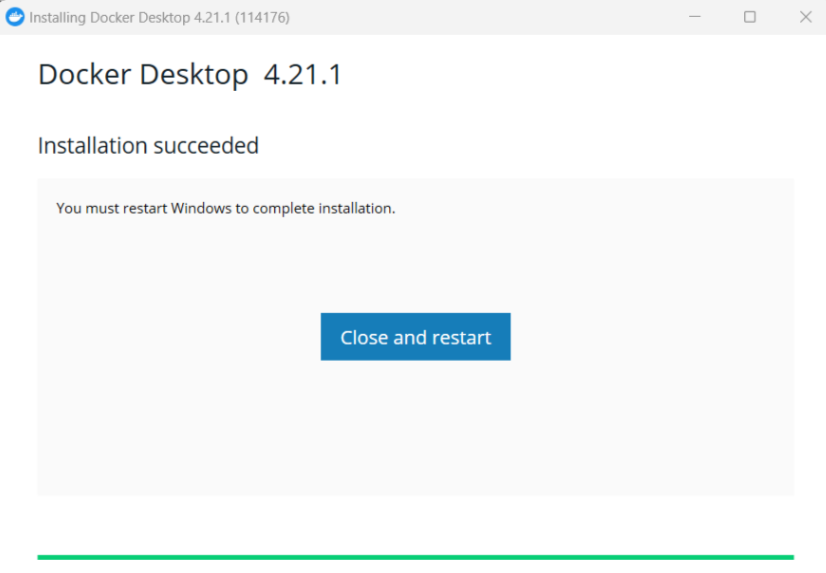 Installing Docker Desktop 4.21.1 (114176)
Docker Desktop 4.21.1
Installation succeeded
You must restart Windows to complete installation.
Close and restart